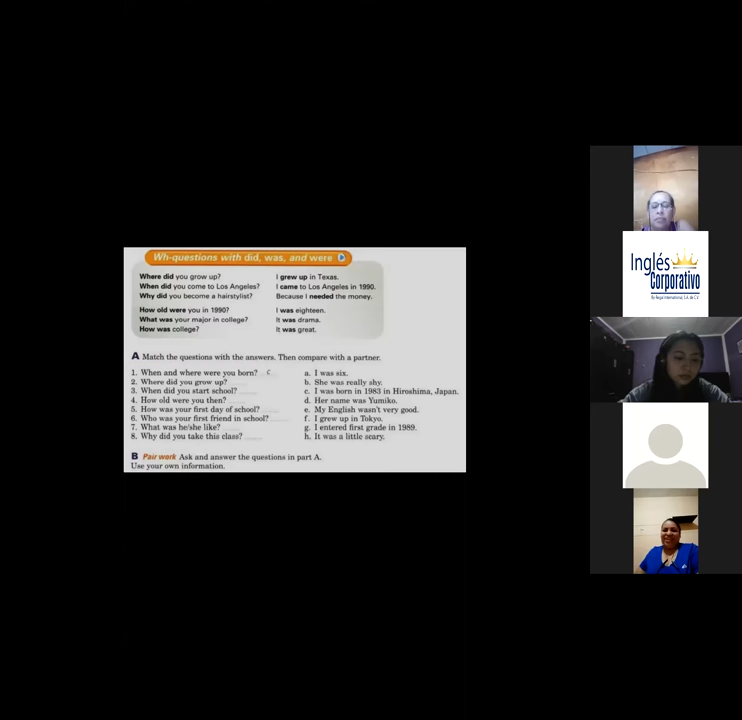 Wh-questions with did, was, and were
Where did you grow up? I grew up in Texas.
When did you come to Los Angeles? I came to Los Angeles in 1990.
Why did you become a hairstylist? Because I needed the money.
How old were you in 1990? I was eighteen.
What was your major in college? It was drama.
How was college? It was great.
A Match the questions with the answers. Then compare with a partner.
1. When and where were you born? c a. I was six.
2. Where did you grow up? b. She was really shy.
3. When did you start school? c. I was born in 1983 in Hiroshima, Japan.
4. How old were you then? d. Her name was Yumiko.
5. How was your first day of school? e. My English wasn't very good.
6. Who was your first friend in school? f. I grew up in Tokyo.
7. What was he/she like? g. I entered first grade in 1989.
8. Why did you take this class? h. It was a little scary.
B Pair work Ask and answer the questions in part A.
Use your own information.
Inglés
Corporativo